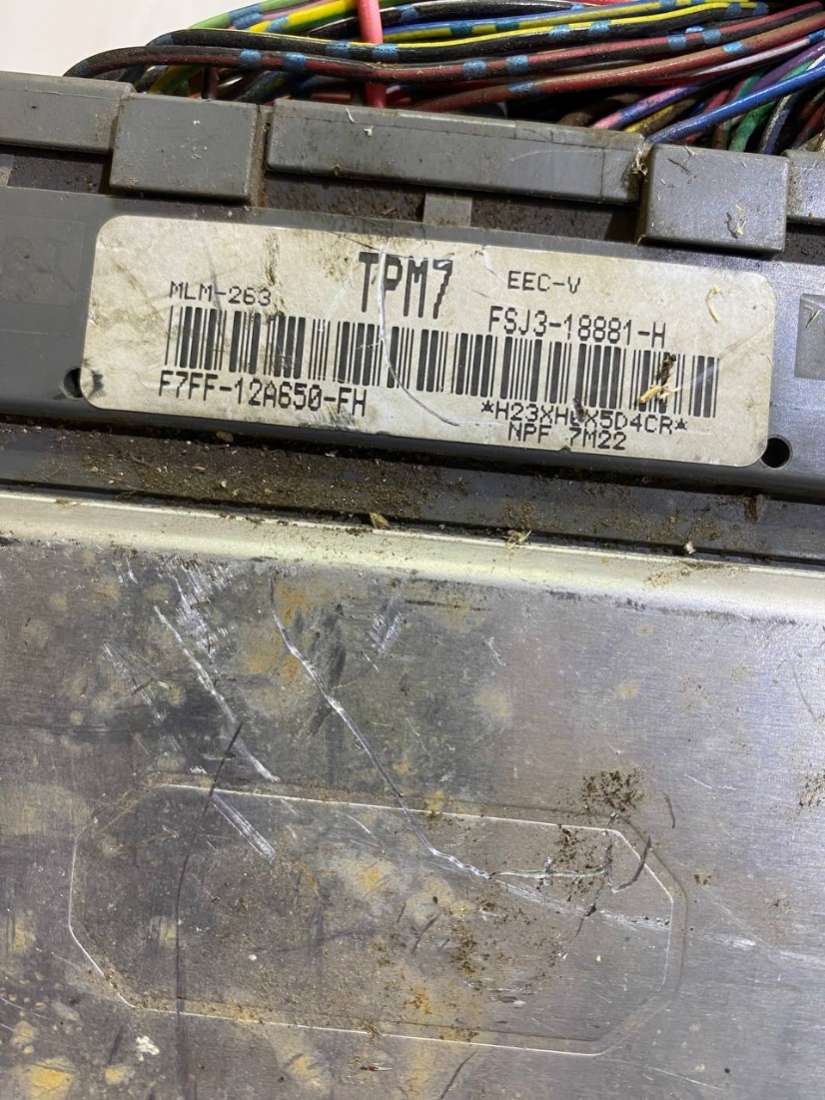 TPM7 EEC-V
MLM-263 FSJ3-18881-H
F7FF-12A650-FH
NPF 7M22